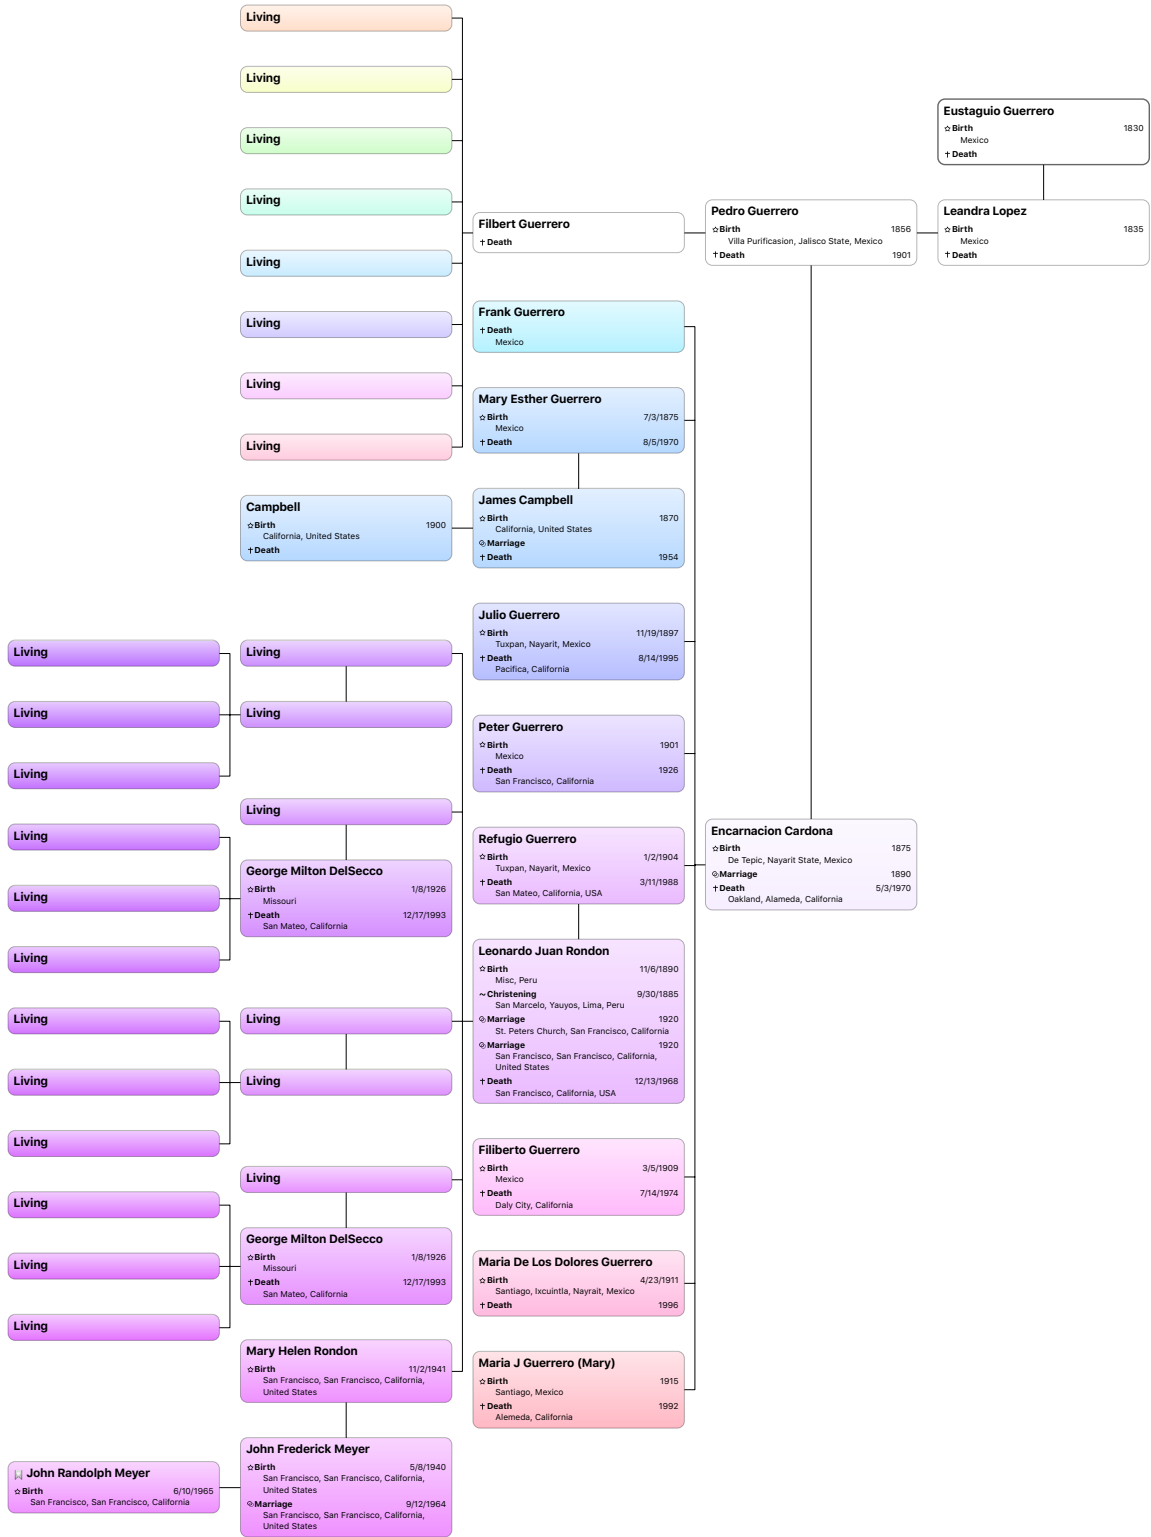 Living
Living
Living
Living
Living
Living
Living
Living
Campbell
☆Birth 1900
California, United States
†Death
Eustaguio Guerrero
☆Birth 1830
Mexico
†Death
Leandra Lopez
☆Birth 1835
Mexico
†Death
Pedro Guerrero
☆Birth 1856
Villa Purificasion, Jalisco State, Mexico
†Death 1901
Filbert Guerrero
†Death
Frank Guerrero
†Death
Mexico
Mary Esther Guerrero
☆Birth 7/3/1875
Mexico
†Death 8/5/1970
James Campbell
☆Birth 1870
California, United States
Marriage
†Death 1954
Julio Guerrero
☆Birth 11/19/1897
Tuxpan, Nayarit, Mexico
†Death 8/14/1995
Pacifica, California
Peter Guerrero
☆Birth 1901
Mexico
†Death 1926
San Francisco, California
Refugio Guerrero
☆Birth 1/2/1904
Tuxpan, Nayarit, Mexico
†Death 3/11/1988
San Mateo, California, USA
Encarnacion Cardona
☆Birth 1875
De Tepic, Nayarit State, Mexico
Marriage 1890
†Death 5/3/1970
Oakland, Alameda, California
Leonardo Juan Rondon
☆Birth 11/6/1890
Misc, Peru
~Christening 9/30/1885
San Marcelo, Yauyos, Lima, Peru
Marriage 1920
St. Peters Church, San Francisco, California
Marriage 1920
San Francisco, San Francisco, California,
United States
†Death 12/13/1968
San Francisco, California, USA
Filiberto Guerrero
☆Birth 3/5/1909
Mexico
†Death 7/14/1974
Daly City, California
Maria De Los Dolores Guerrero
☆Birth 4/23/1911
Santiago, Ixcuintla, Nayrait, Mexico
†Death 1996
Maria J Guerrero (Mary)
☆Birth 1915
Santiago, Mexico
†Death 1992
Alemeda, California
Living
Living
Living
George Milton DelSecco
☆Birth 1/8/1926
Missouri
†Death 12/17/1993
San Mateo, California
Living
Living
Living
George Milton DelSecco
☆Birth 1/8/1926
Missouri
†Death 12/17/1993
San Mateo, California
Mary Helen Rondon
☆Birth 11/2/1941
San Francisco, San Francisco, California,
United States
John Frederick Meyer
☆Birth 5/8/1940
San Francisco, San Francisco, California,
United States
Marriage 9/12/1964
San Francisco, San Francisco, California,
United States
Living
Living
Living
Living
Living
Living
Living
Living
Living
Living
Living
Living
John Randolph Meyer
☆Birth 6/10/1965
San Francisco, San Francisco, California